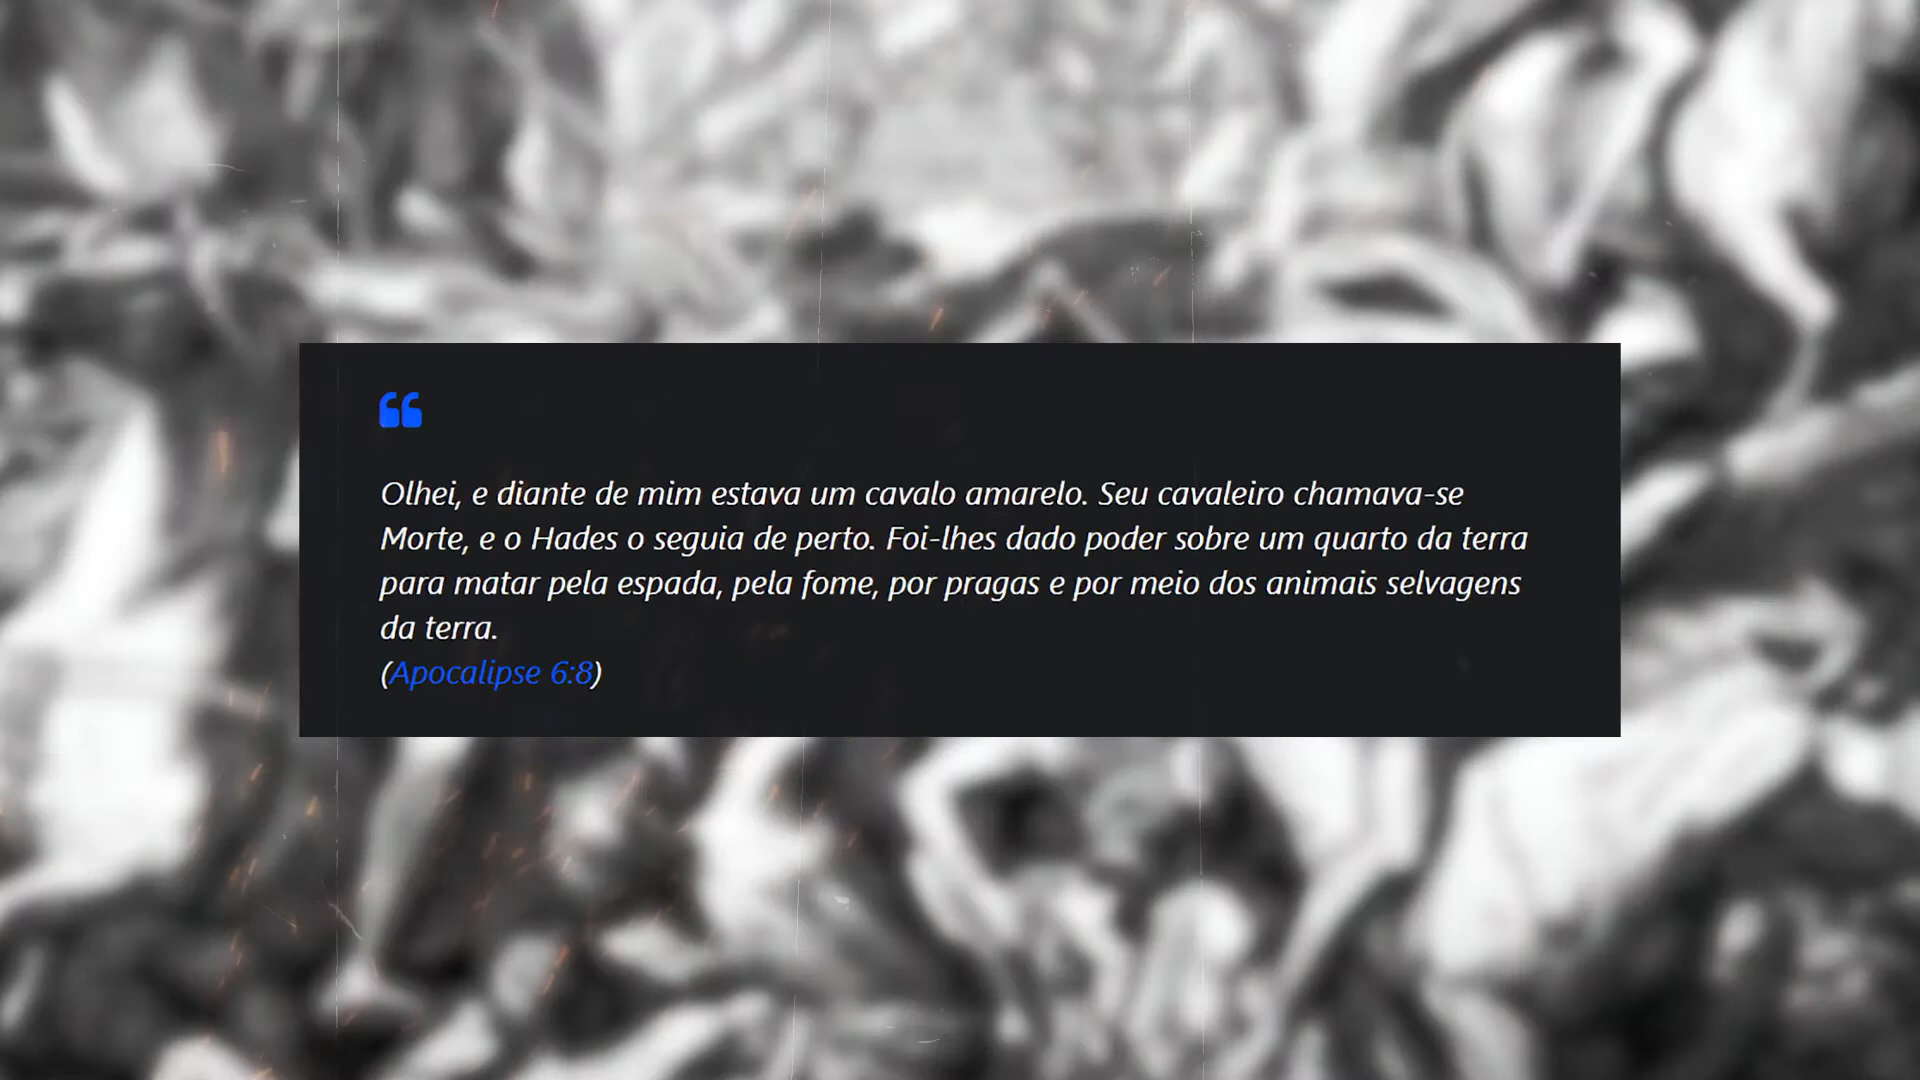 Olhei, e diante de mim estava um cavalo amarelo. Seu cavaleiro chamava-se
Morte, e o Hades o seguia de perto. Foi-lhes dado poder sobre um quarto da terra
para matar pela espada, pela fome, por pragas e por meio dos animais selvagens
da terra.
(Apocalipse 6:8)